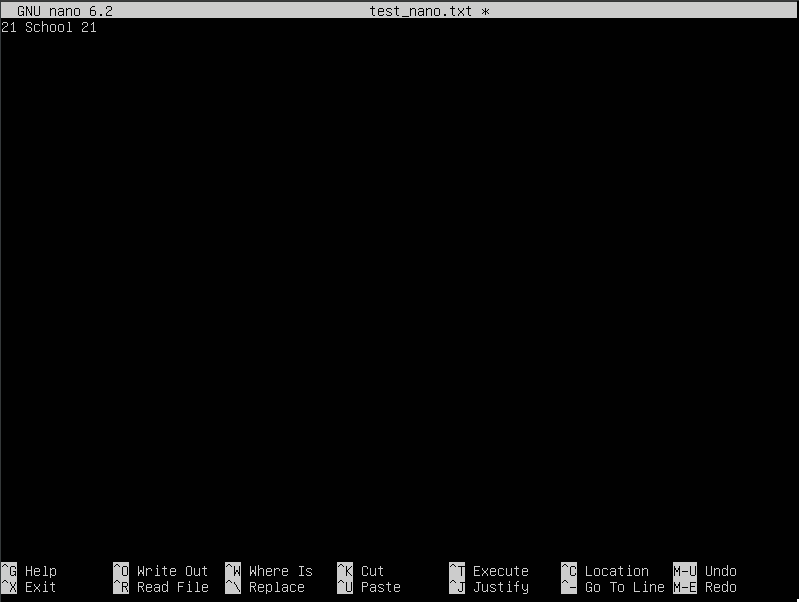 GNU nano 6.2 test_nano.txt *
21 School 21
^G Help ^O Write Out ^W Where Is ^K Cut ^T Execute ^C Location M-U Undo
^X Exit ^R Read File ^\ Replace ^U Paste ^J Justify ^- Go To Line M-E Redo